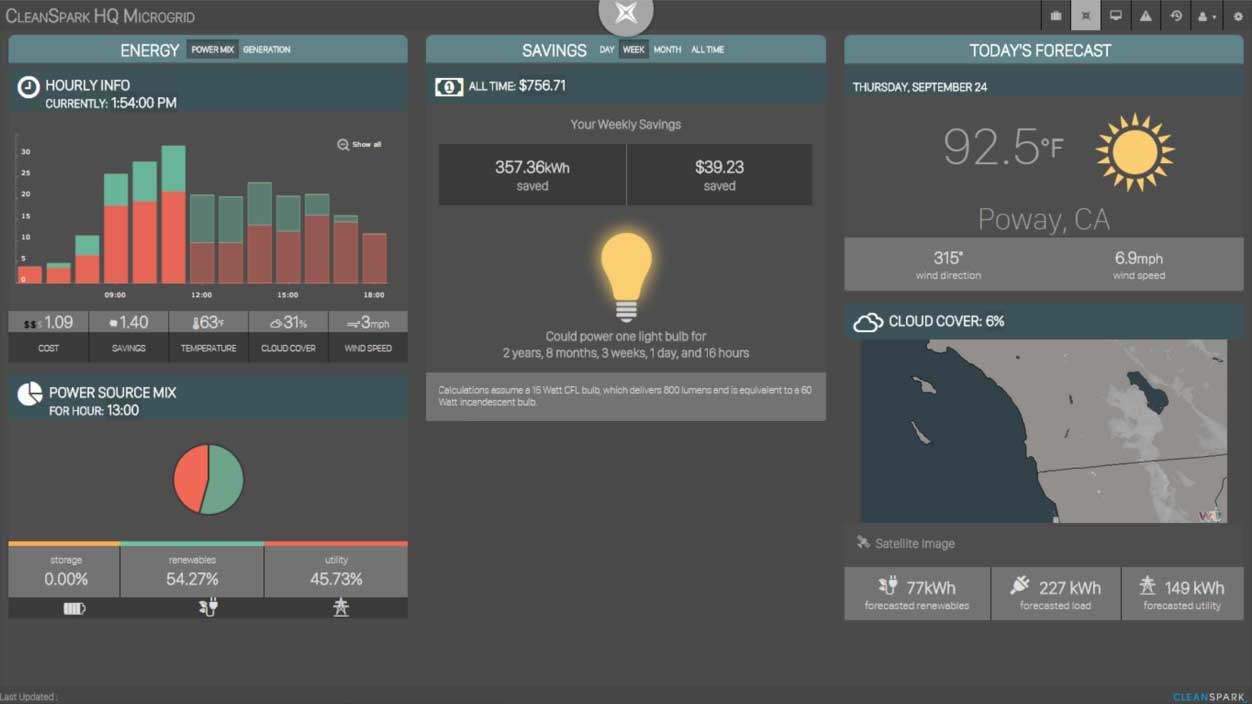 CLEANSPARK HQ MICROGRID
ENERGY POWER MIX GENERATION
HOURLY INFO
CURRENTLY: 1:54:00 PM
Show all
30
25
20
15
10
5
0
09:00 12:00 15:00 18:00
$$$ 1.09 1.40 63°F 31% 3mph
COST SAVINGS TEMPERATURE CLOUD COVER WIND SPEED
POWER SOURCE MIX
FOR HOUR: 13:00
storage renewables utility
0.00% 54.27% 45.73%
SAVINGS DAY WEEK MONTH ALL TIME
1 ALL TIME: $756.71
Your Weekly Savings
357.36kWh $39.23
saved saved
Could power one light bulb for
2 years, 8 months, 3 weeks, 1 day, and 16 hours
Calculations assume a 15 Watt CFL bulb, which delivers 800 lumens and is equivalent to a 60
Watt incandescent bulb.
TODAY'S FORECAST
THURSDAY, SEPTEMBER 24
92.5°F
Poway, CA
315° 6.9mph
wind direction wind speed
CLOUD COVER: 6%
Satellite Image
77kWh 227 kWh 149 kWh
forecasted renewables forecasted load forecasted utility
Last Updated :
CLEANSPARK